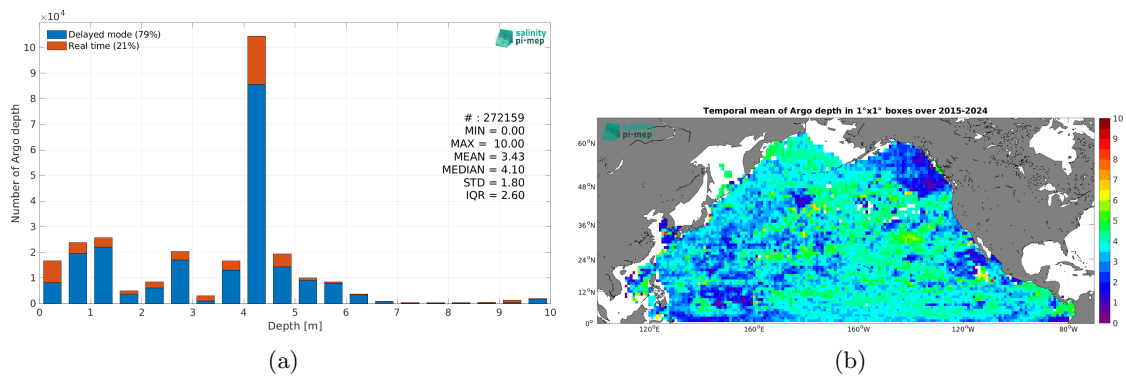 ×10⁴
Delayed mode (79%)
Real time (21%)
salinity
pi-mep
# : 272159
MIN = 0.00
MAX = 10.00
MEAN = 3.43
MEDIAN = 4.10
STD = 1.80
IQR = 2.60
10
9
8
7
6
5
4
3
2
1
0
Number of Argo depth
0 1 2 3 4 5 6 7 8 9 10
Depth [m]
(a)
Temporal mean of Argo depth in 1°x1° boxes over 2015-2024
salinity
pi-mep
60°N
48°N
36°N
24°N
12°N
0°
120°E 160°E 160°W 120°W 80°W
10
9
8
7
6
5
4
3
2
1
0
(b)